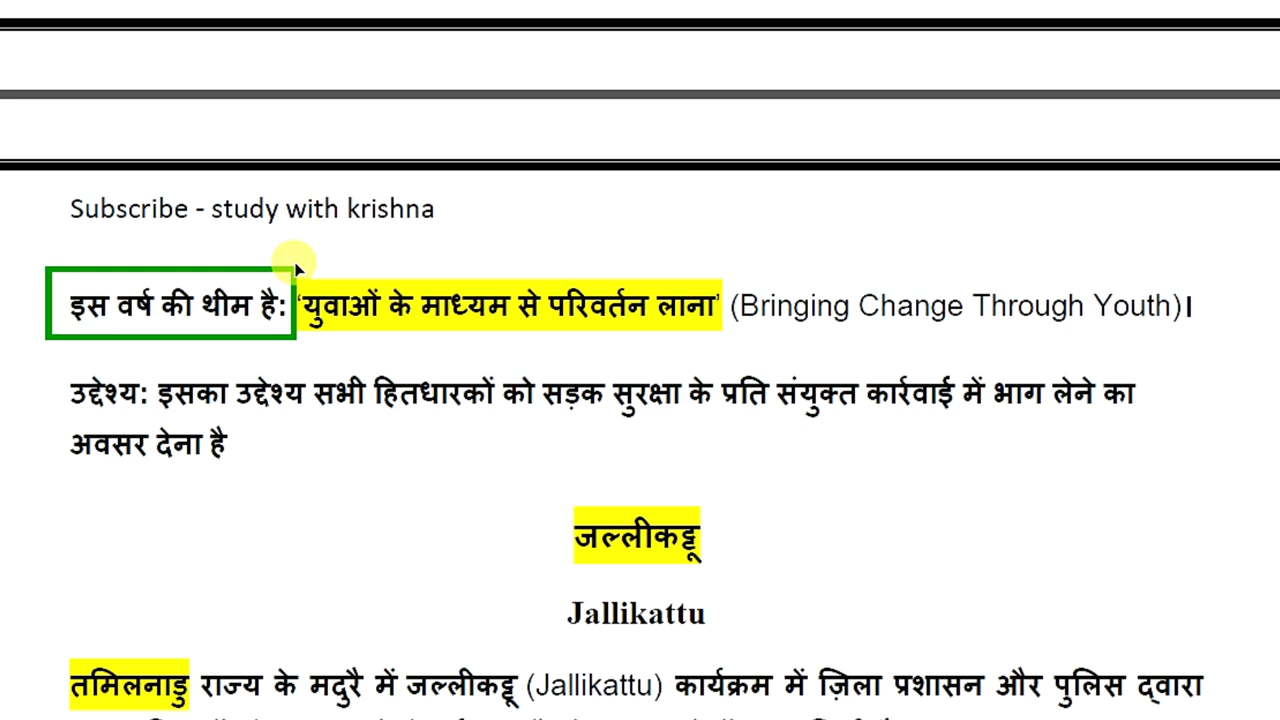 Subscribe - study with krishna
इस वर्ष की थीम है: ‘युवाओं के माध्यम से परिवर्तन लाना’ (Bringing Change Through Youth)।
उद्देश्य: इसका उद्देश्य सभी हितधारकों को सड़क सुरक्षा के प्रति संयुक्त कार्रवाई में भाग लेने का
अवसर देना है
जल्लीकट्टू
Jallikattu
तमिलनाडु राज्य के मदुरै में जल्लीकट्टू (Jallikattu) कार्यक्रम में ज़िला प्रशासन और पुलिस द्वारा